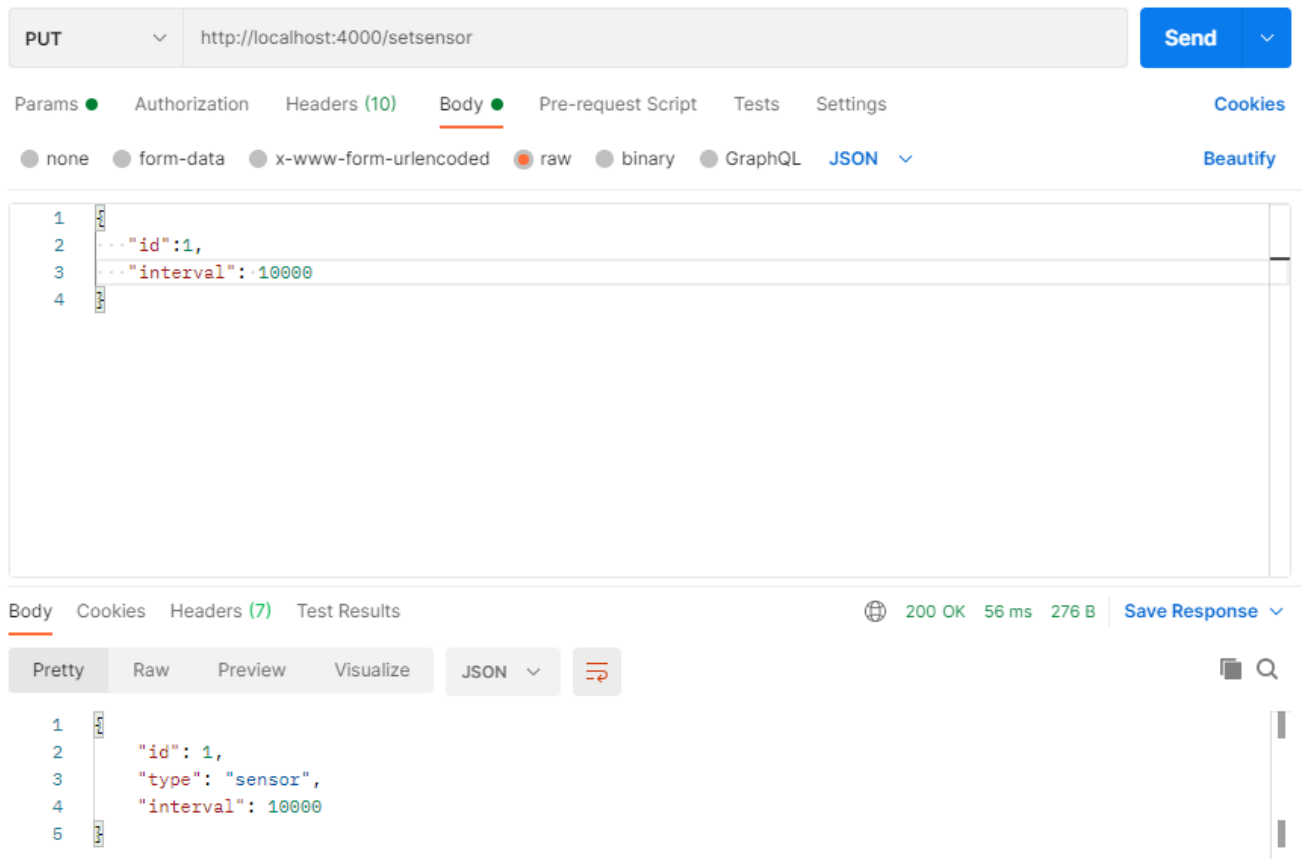 PUT http://localhost:4000/setsensor Send
Params Authorization Headers (10) Body Pre-request Script Tests Settings Cookies
none form-data x-www-form-urlencoded raw binary GraphQL JSON Beautify
1 {
2 "id":1,
3 "interval": 10000
4 }
Body Cookies Headers (7) Test Results 200 OK 56 ms 276 B Save Response
Pretty Raw Preview Visualize JSON
1 {
2 "id": 1,
3 "type": "sensor",
4 "interval": 10000
5 }